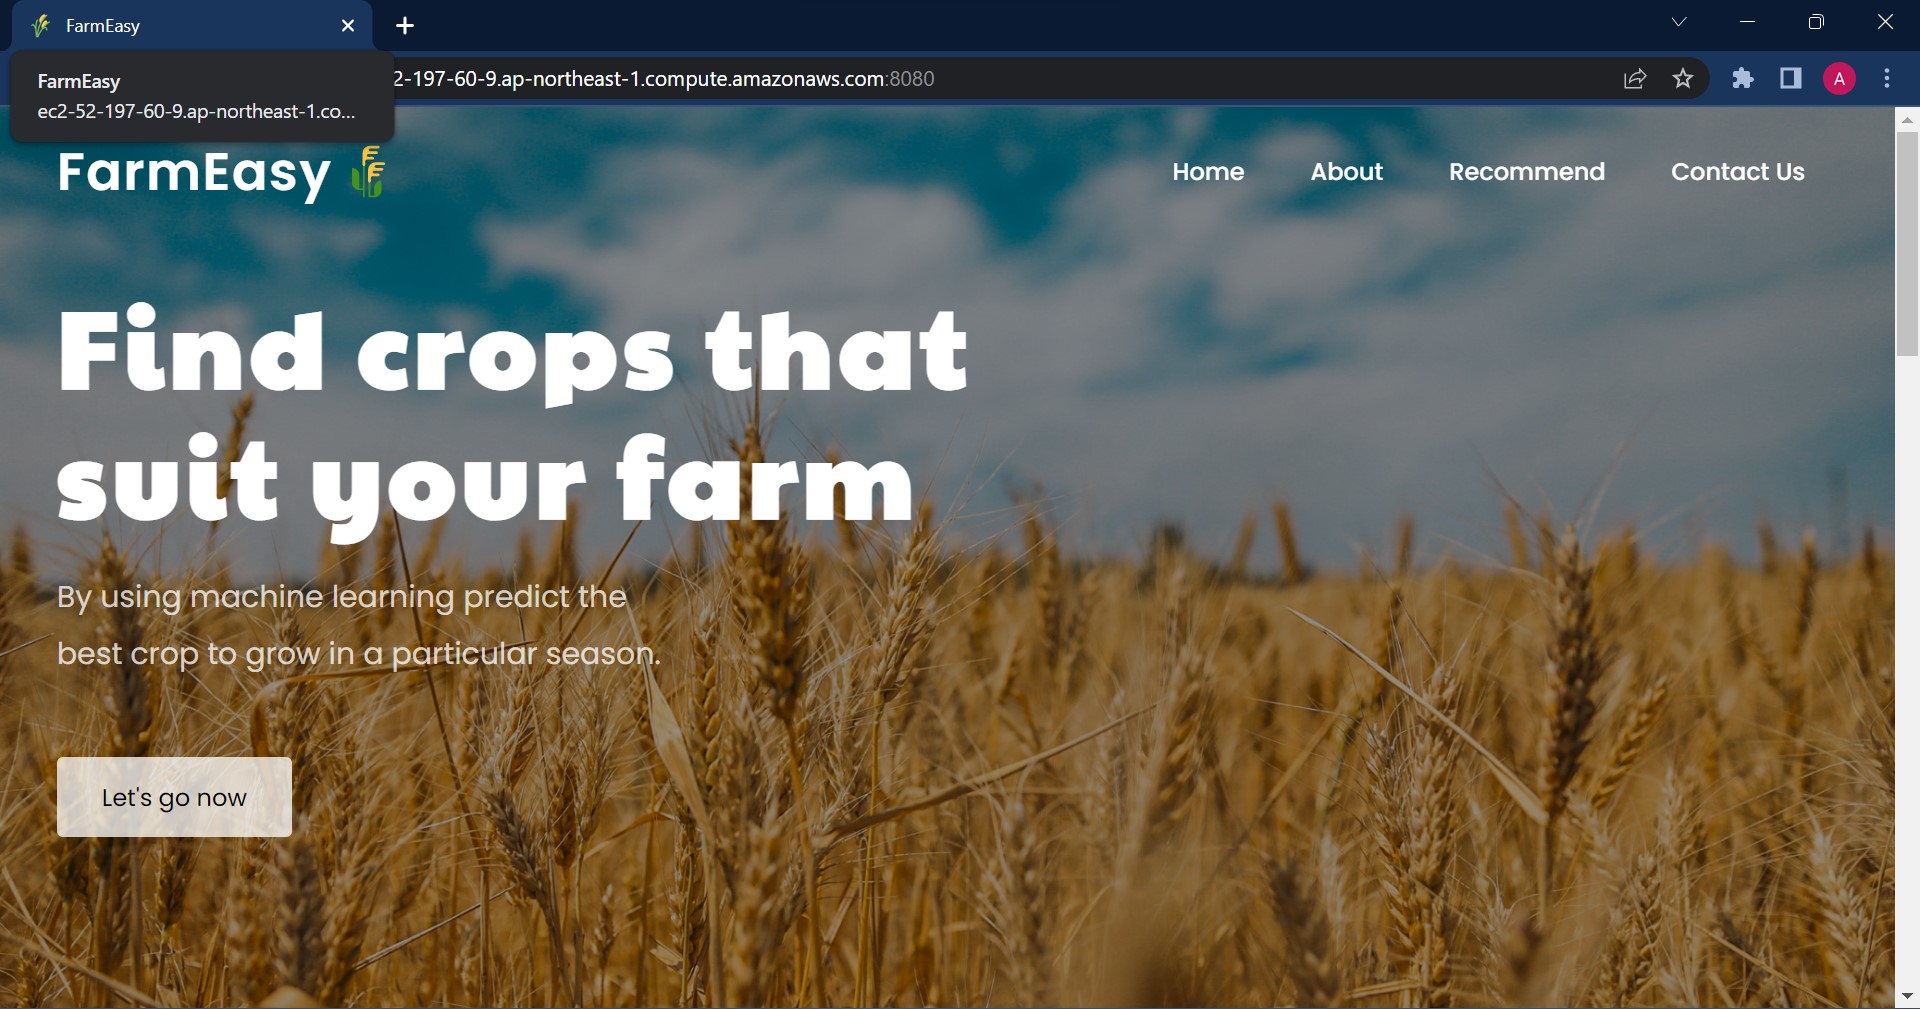 FarmEasy
FarmEasy
ec2-52-197-60-9.ap-northeast-1.co...
2-197-60-9.ap-northeast-1.compute.amazonaws.com:8080
A
FarmEasy
Home About Recommend Contact Us
Find crops that
suit your farm
By using machine learning predict the
best crop to grow in a particular season.
Let's go now